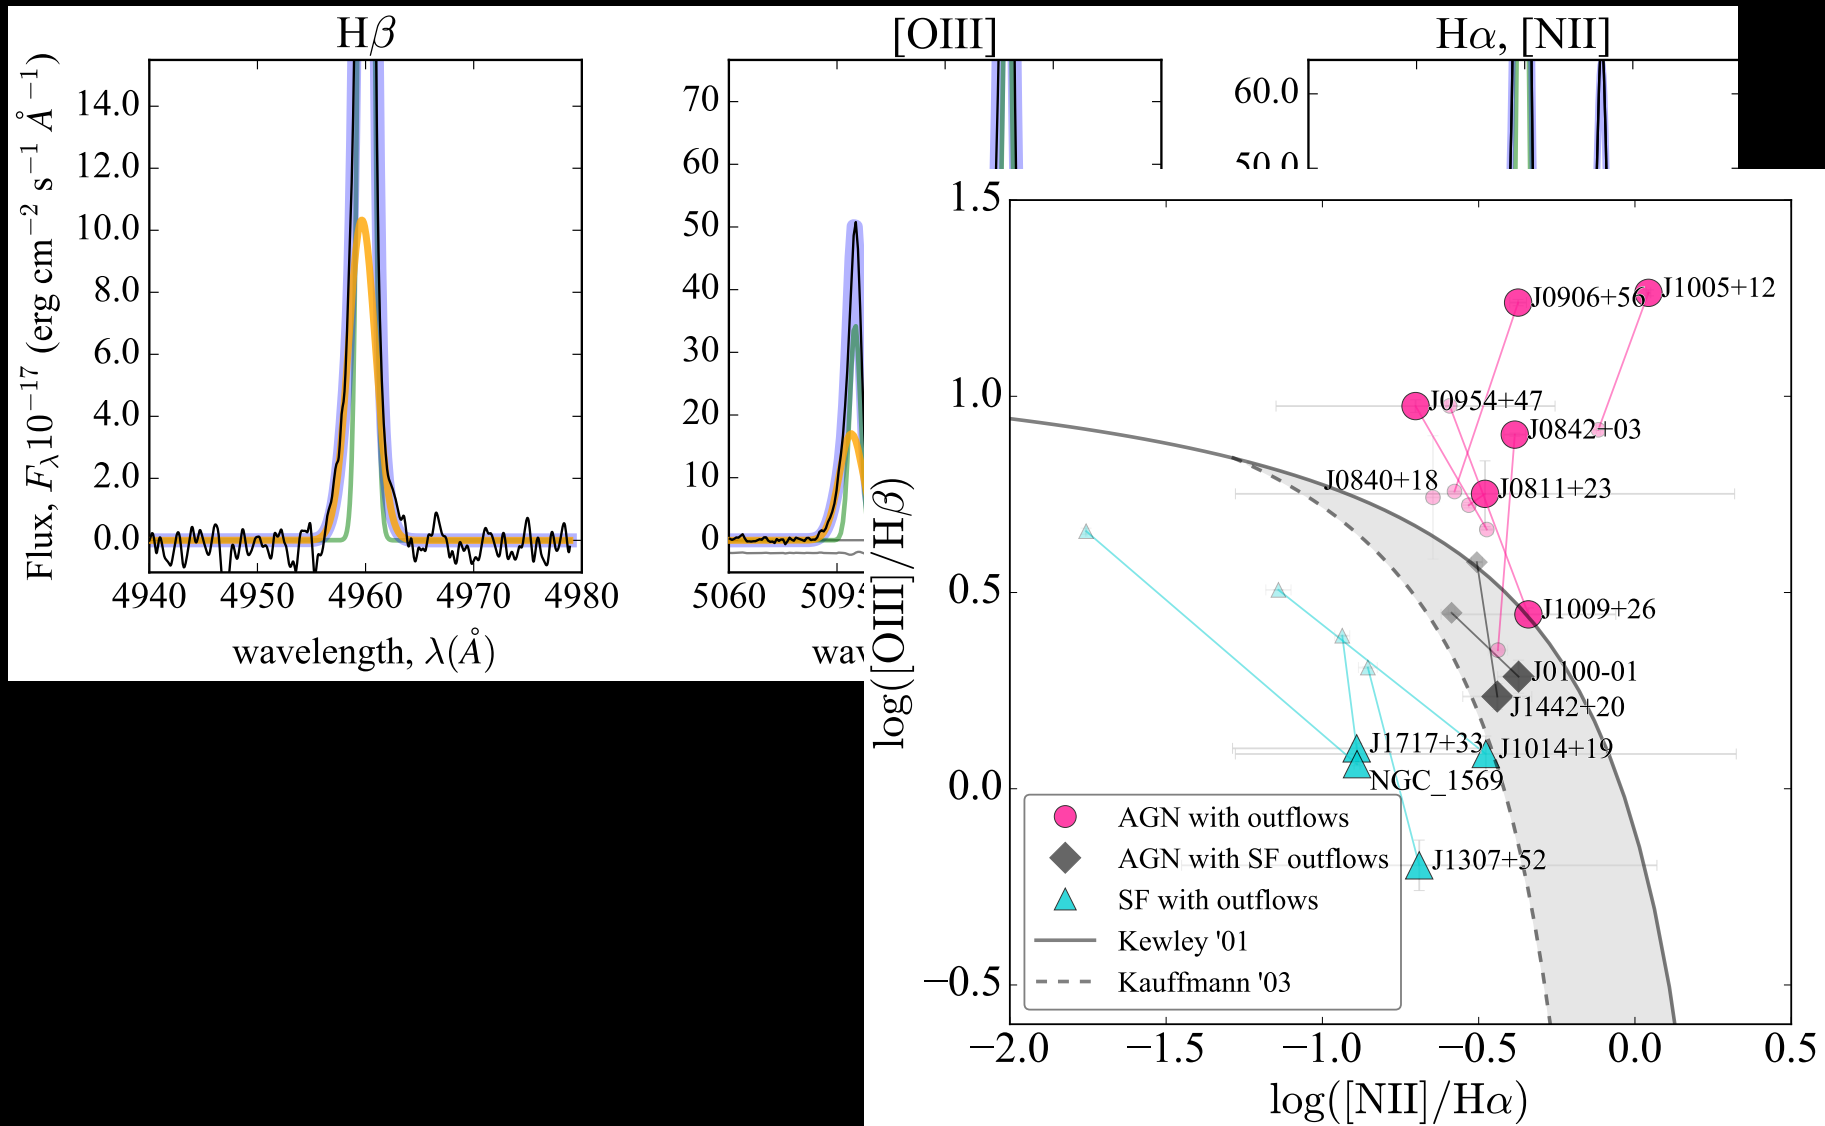 Hβ
[OIII]
Hα, [NII]
Flux, Fλ10⁻¹⁷ (erg cm⁻² s⁻¹ Å⁻¹)
14.0
12.0
10.0
8.0
6.0
4.0
2.0
0.0
4940 4950 4960 4970 4980
wavelength, λ(Å)
70
60
50
40
30
20
10
0
5060 5095
wav
60.0
50.0
log([OIII]/Hβ)
1.5
1.0
0.5
0.0
−0.5
J0906+56
J1005+12
J0954+47
J0842+03
J0840+18
J0811+23
J1009+26
J0100-01
J1442+20
J1717+33
J1014+19
NGC_1569
J1307+52
AGN with outflows
AGN with SF outflows
SF with outflows
Kewley '01
Kauffmann '03
−2.0 −1.5 −1.0 −0.5 0.0 0.5
log([NII]/Hα)